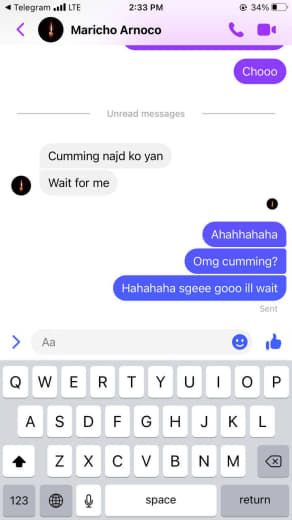 Telegram LTE 2:33 PM 34%
Maricho Arnoco
Chooo
Unread messages
Cumming najd ko yan
Wait for me
Ahahhahaha
Omg cumming?
Hahahaha sgeee gooo ill wait
Sent
Aa
Q W E R T Y U I O P
A S D F G H J K L
Z X C V B N M
123 space return